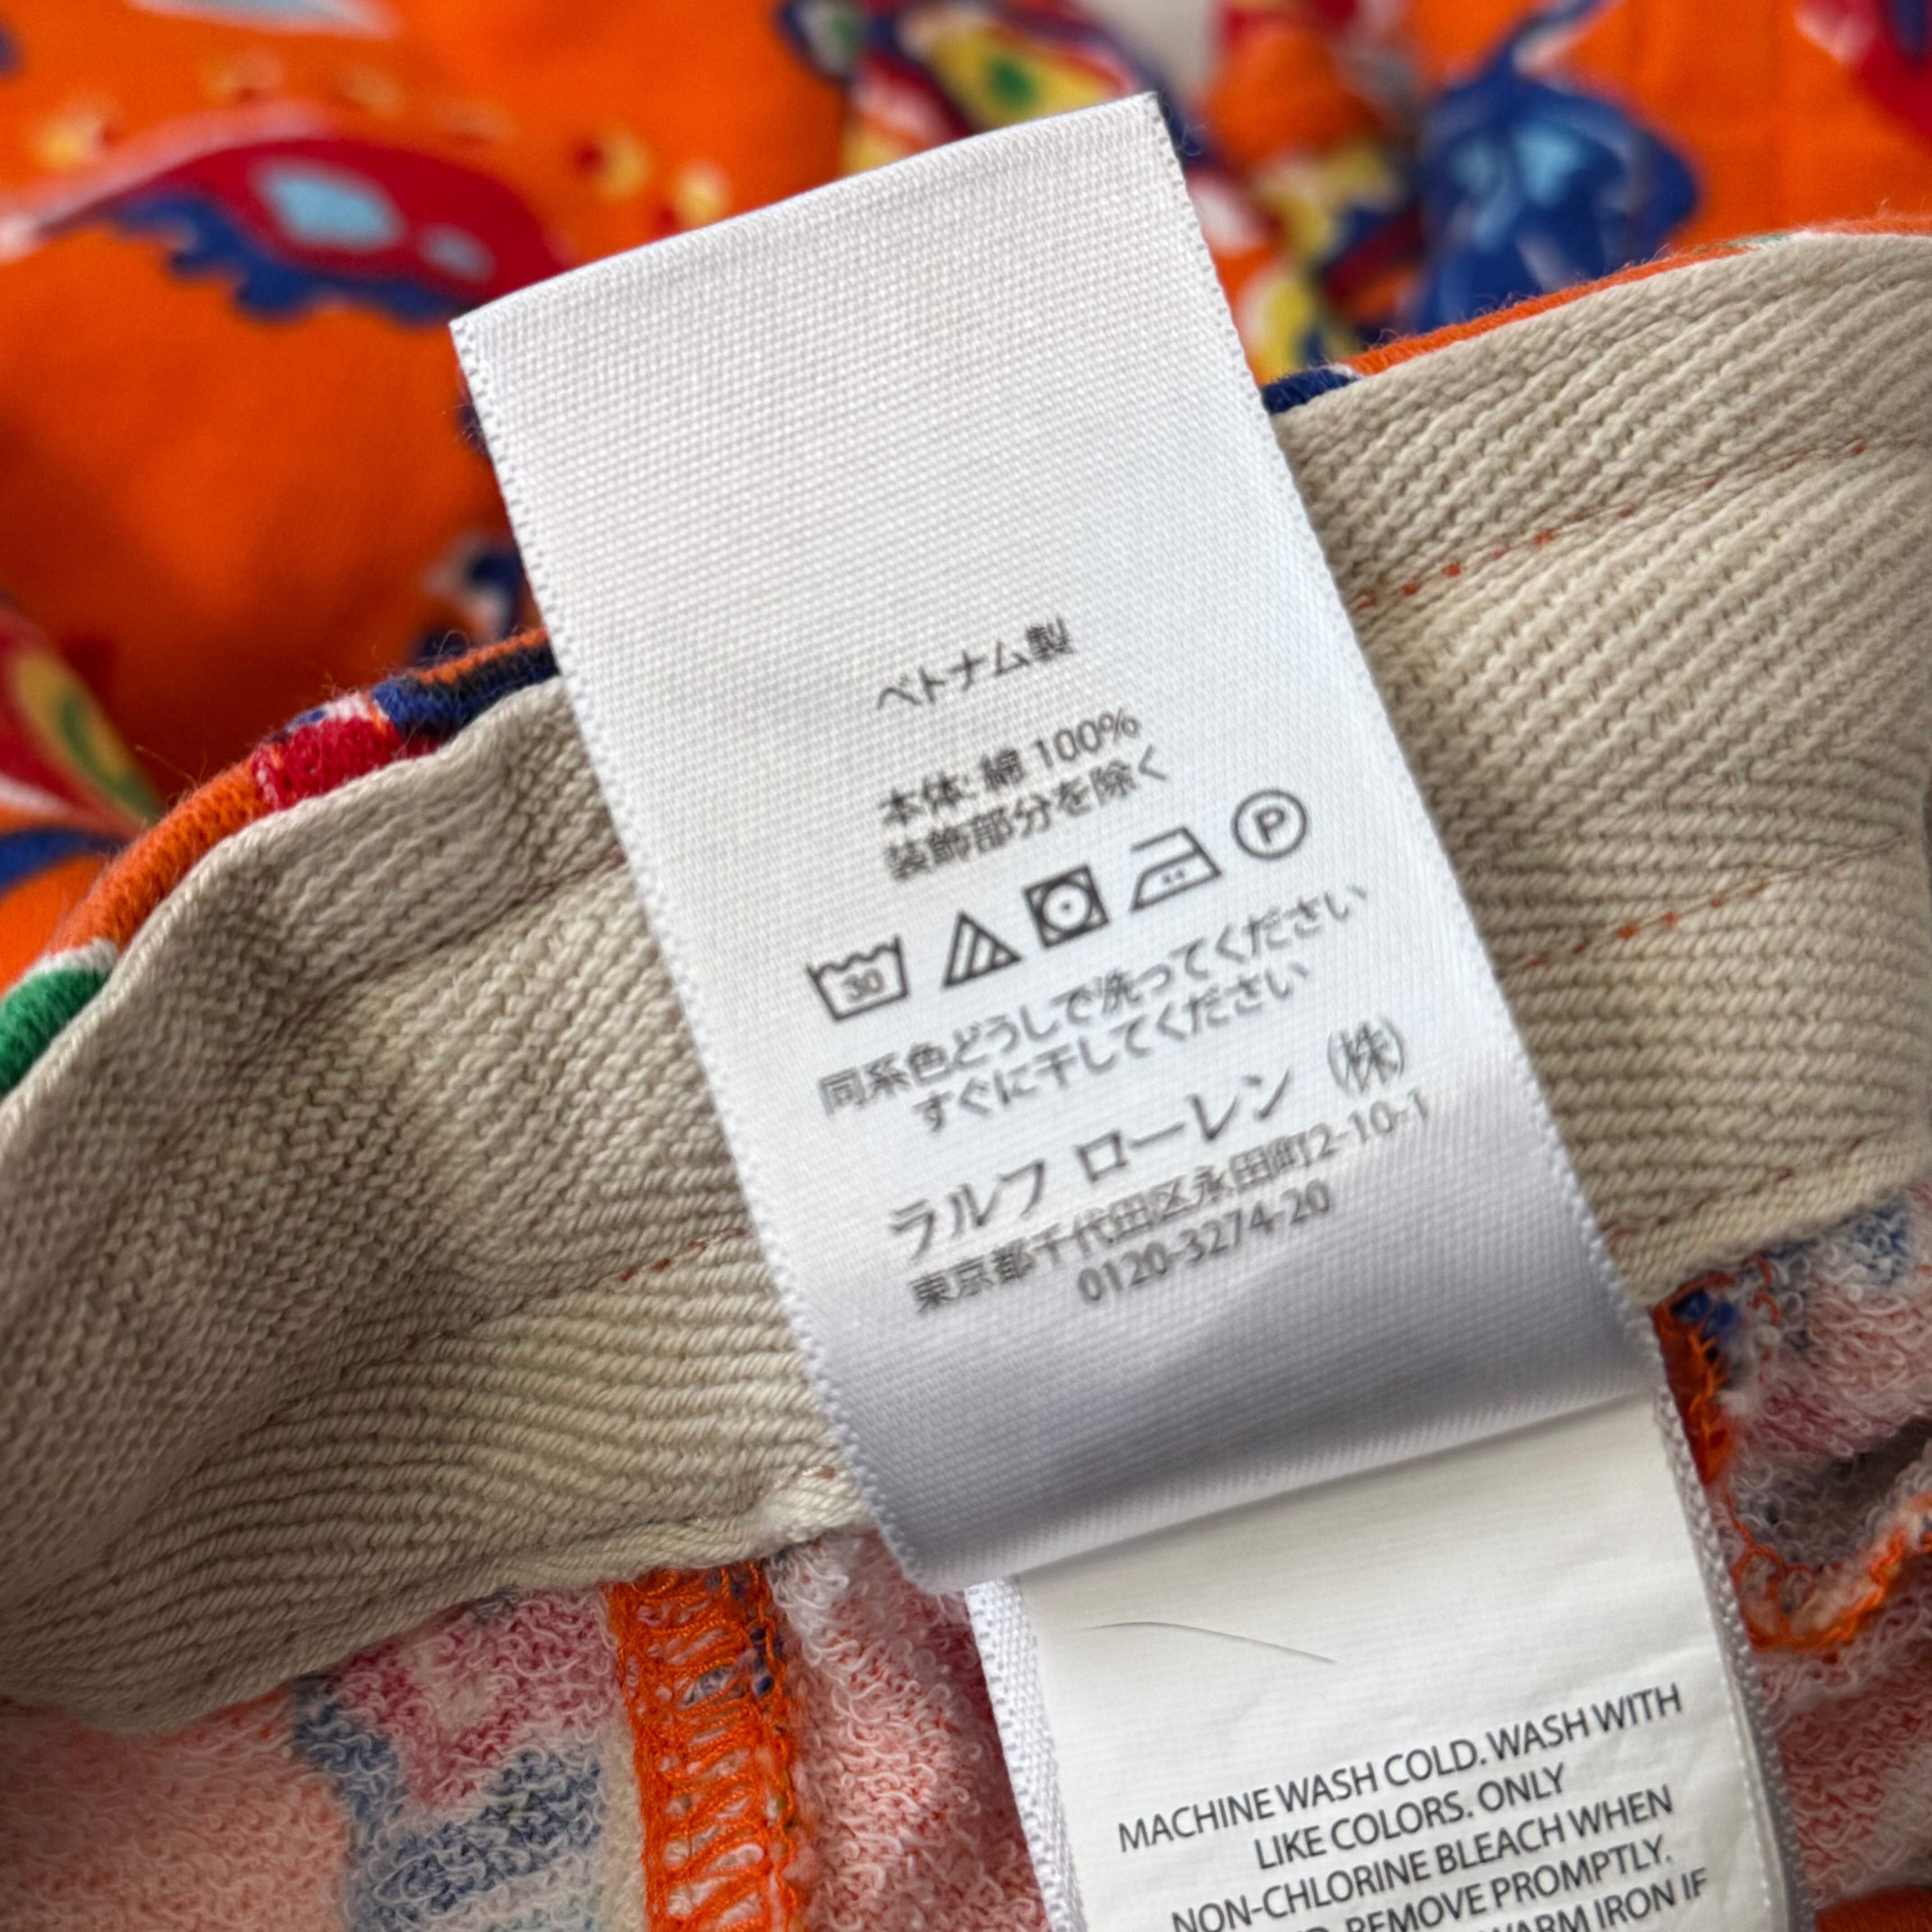 ベトナム製
本体: 綿 100%
装飾部分を除く
30
P
同系色どうしで洗ってください
すぐに干してください
ラルフ ローレン (株)
東京都千代田区永田町2-10-1
0120-3274-20
MACHINE WASH COLD. WASH WITH
LIKE COLORS. ONLY
NON-CHLORINE BLEACH WHEN
REMOVE PROMPTLY.
WARM IRON IF